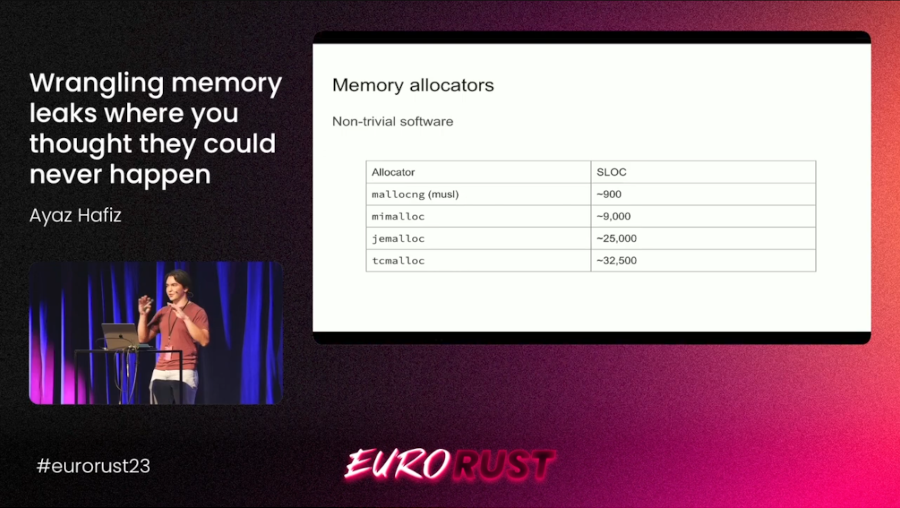 Wrangling memory
leaks where you
thought they could
never happen
Ayaz Hafiz
Memory allocators
Non-trivial software
Allocator SLOC
mallocng (musl) ~900
mimalloc ~9,000
jemalloc ~25,000
tcmalloc ~32,500
#eurorust23
EURORUST